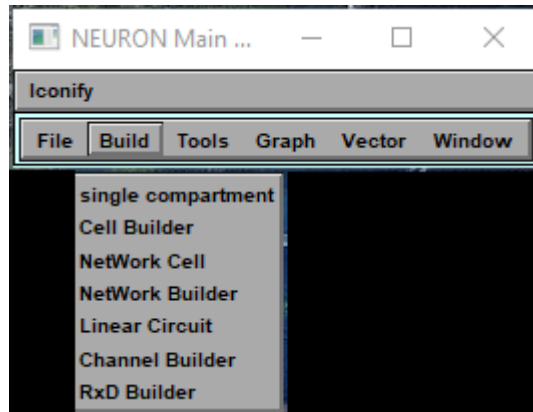 NEURON Main ...
Iconify
File Build Tools Graph Vector Window
single compartment
Cell Builder
NetWork Cell
NetWork Builder
Linear Circuit
Channel Builder
RxD Builder